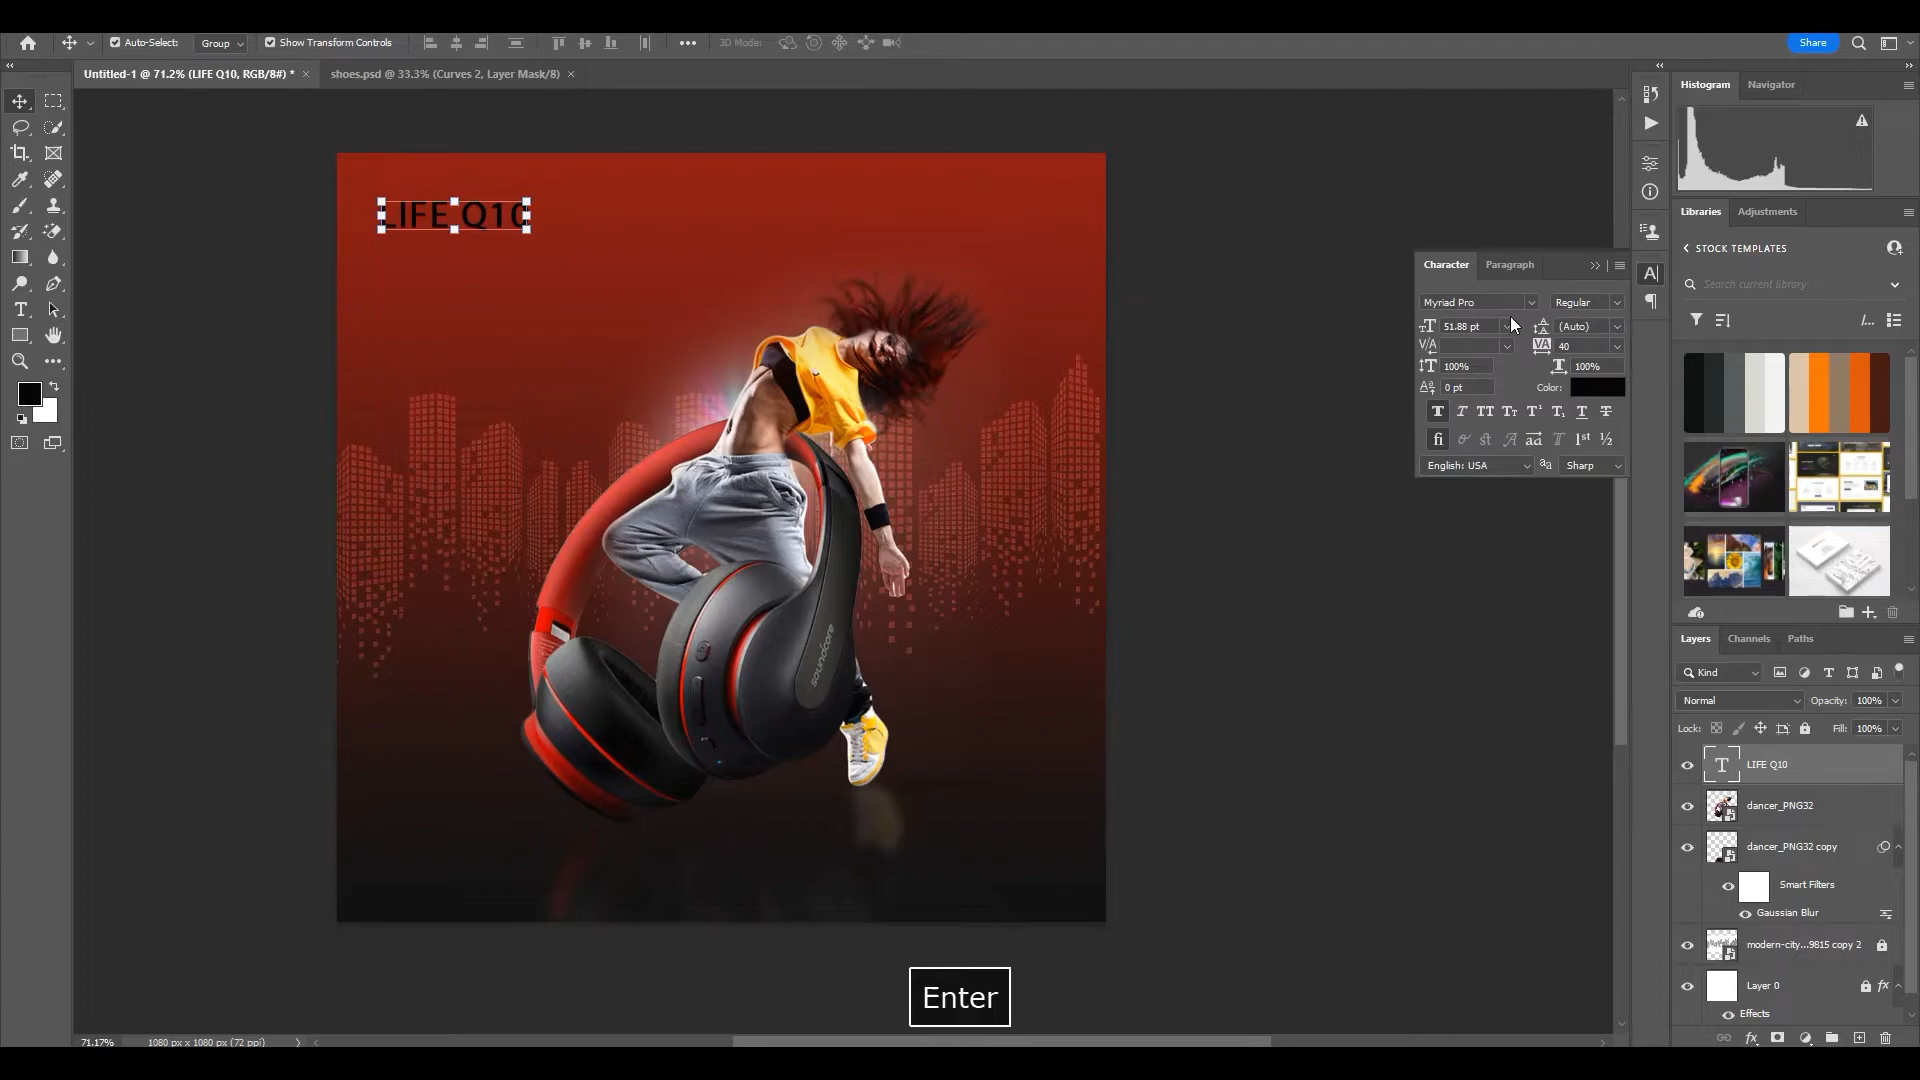 Auto-Select: Group Show Transform Controls 3D Mode: Share
Untitled-1 @ 71.2% (LIFE Q10, RGB/8#) * × shoes.psd @ 33.3% (Curves 2, Layer Mask/8) ×
Histogram Navigator
LIFE Q10
Libraries Adjustments
STOCK TEMPLATES
Search current library
Character Paragraph
Myriad Pro Regular
51.88 pt (Auto)
40
100% 100%
0 pt Color:
English: USA Sharp
soundcore
Layers Channels Paths
Kind
Normal Opacity: 100%
Lock: Fill: 100%
LIFE Q10
dancer_PNG32
dancer_PNG32 copy
Smart Filters
Gaussian Blur
modern-city...9815 copy 2
Layer 0
Effects
Enter
71.17% 1080 px x 1080 px (72 ppi)